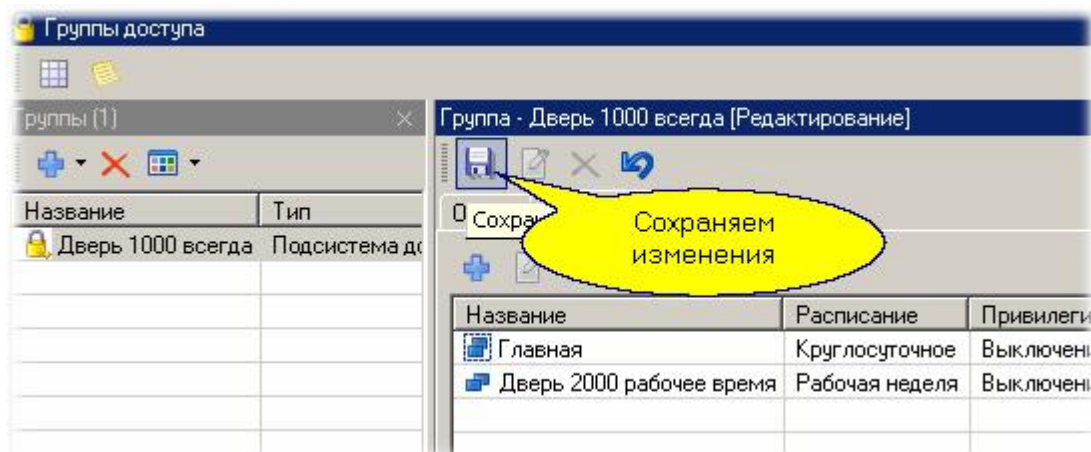 Группы доступа
Группы (1)
Группа - Дверь 1000 всегда [Редактирование]
Название Тип
Сохраняем
изменения
Дверь 1000 всегда Подсистема
Название Расписание
Главная Круглосуточное
Дверь 2000 рабочее время Рабочая неделя